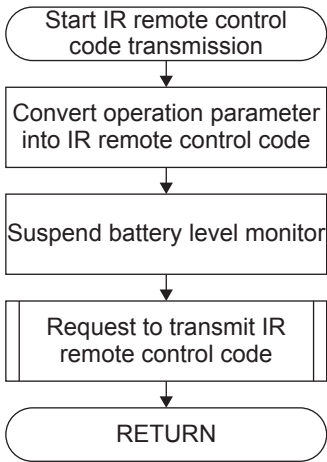 Start IR remote control
code transmission
Convert operation parameter
into IR remote control code
Suspend battery level monitor
Request to transmit IR
remote control code
RETURN